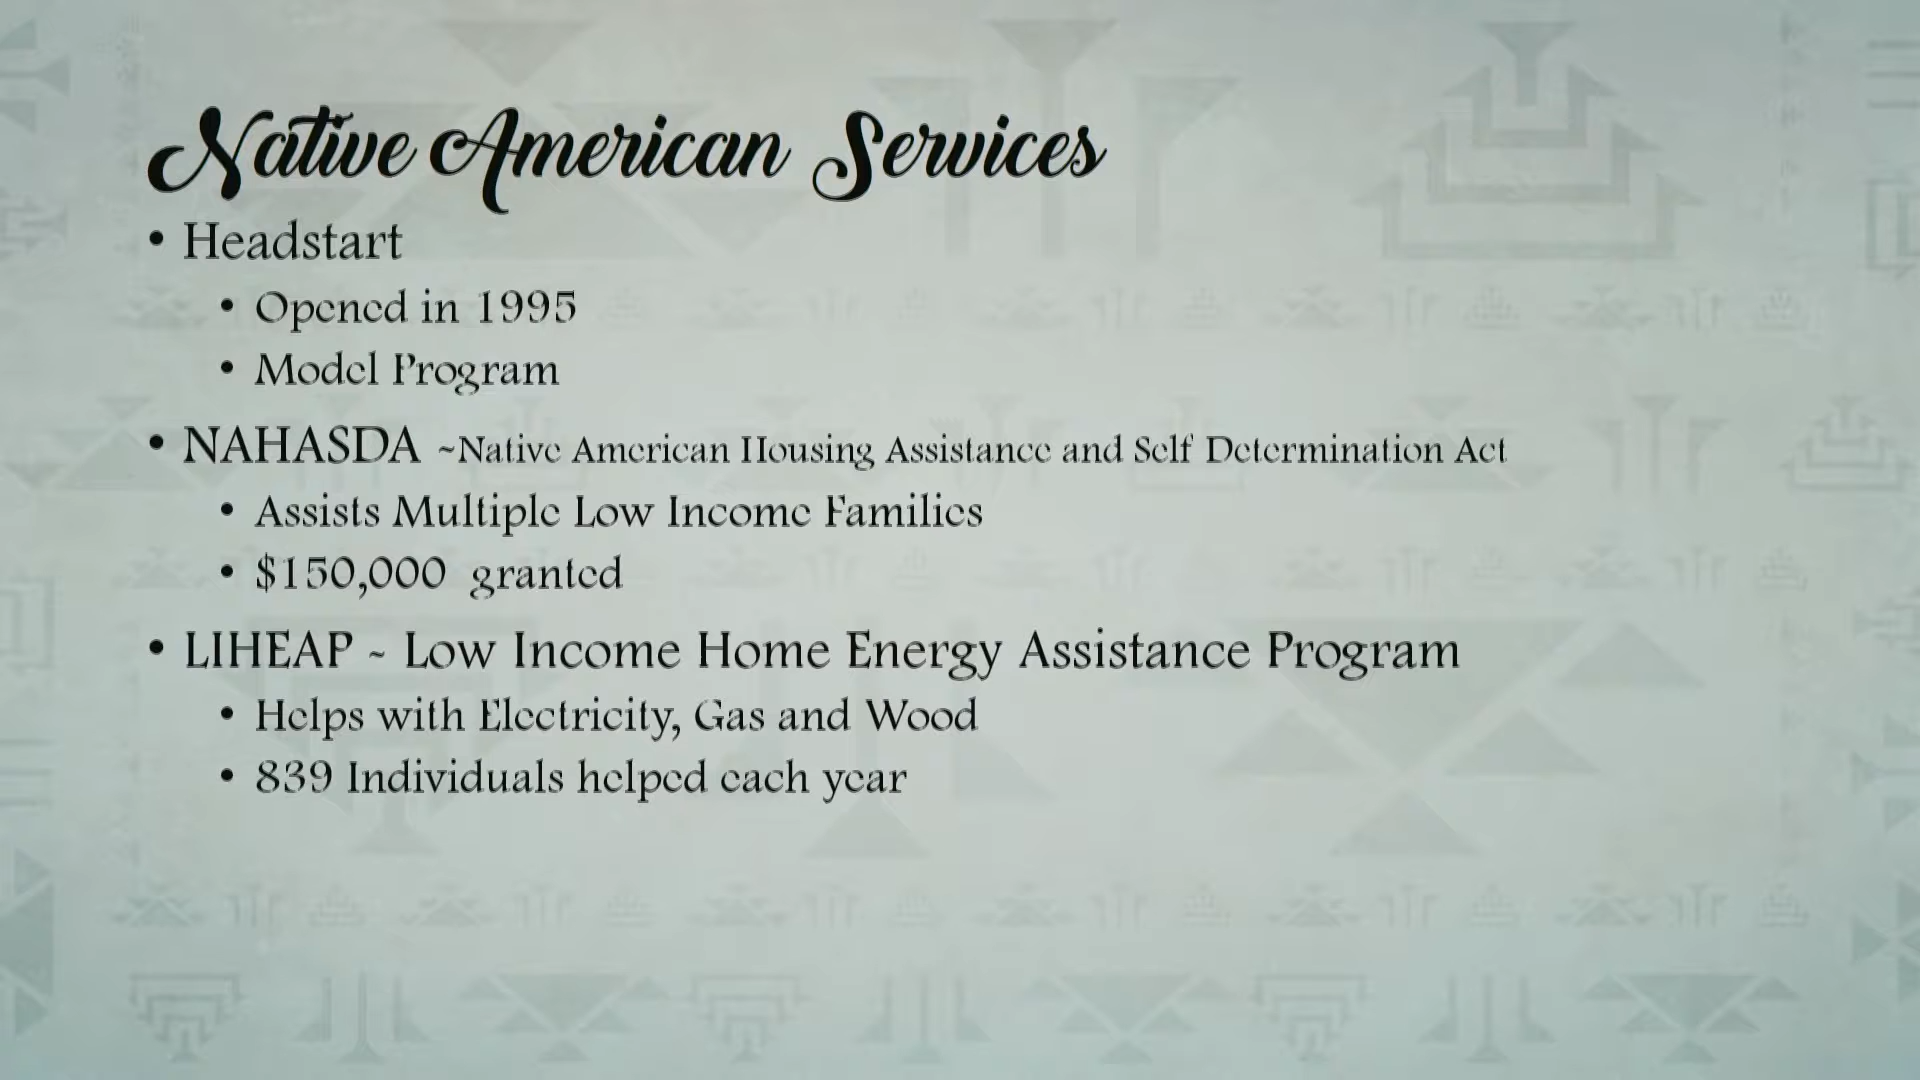 Native American Services
• Headstart
• Opened in 1995
• Model Program
• NAHASDA ~Native American Housing Assistance and Self Determination Act
• Assists Multiple Low Income Families
• $150,000 granted
• LIHEAP ~ Low Income Home Energy Assistance Program
• Helps with Electricity, Gas and Wood
• 839 Individuals helped each year